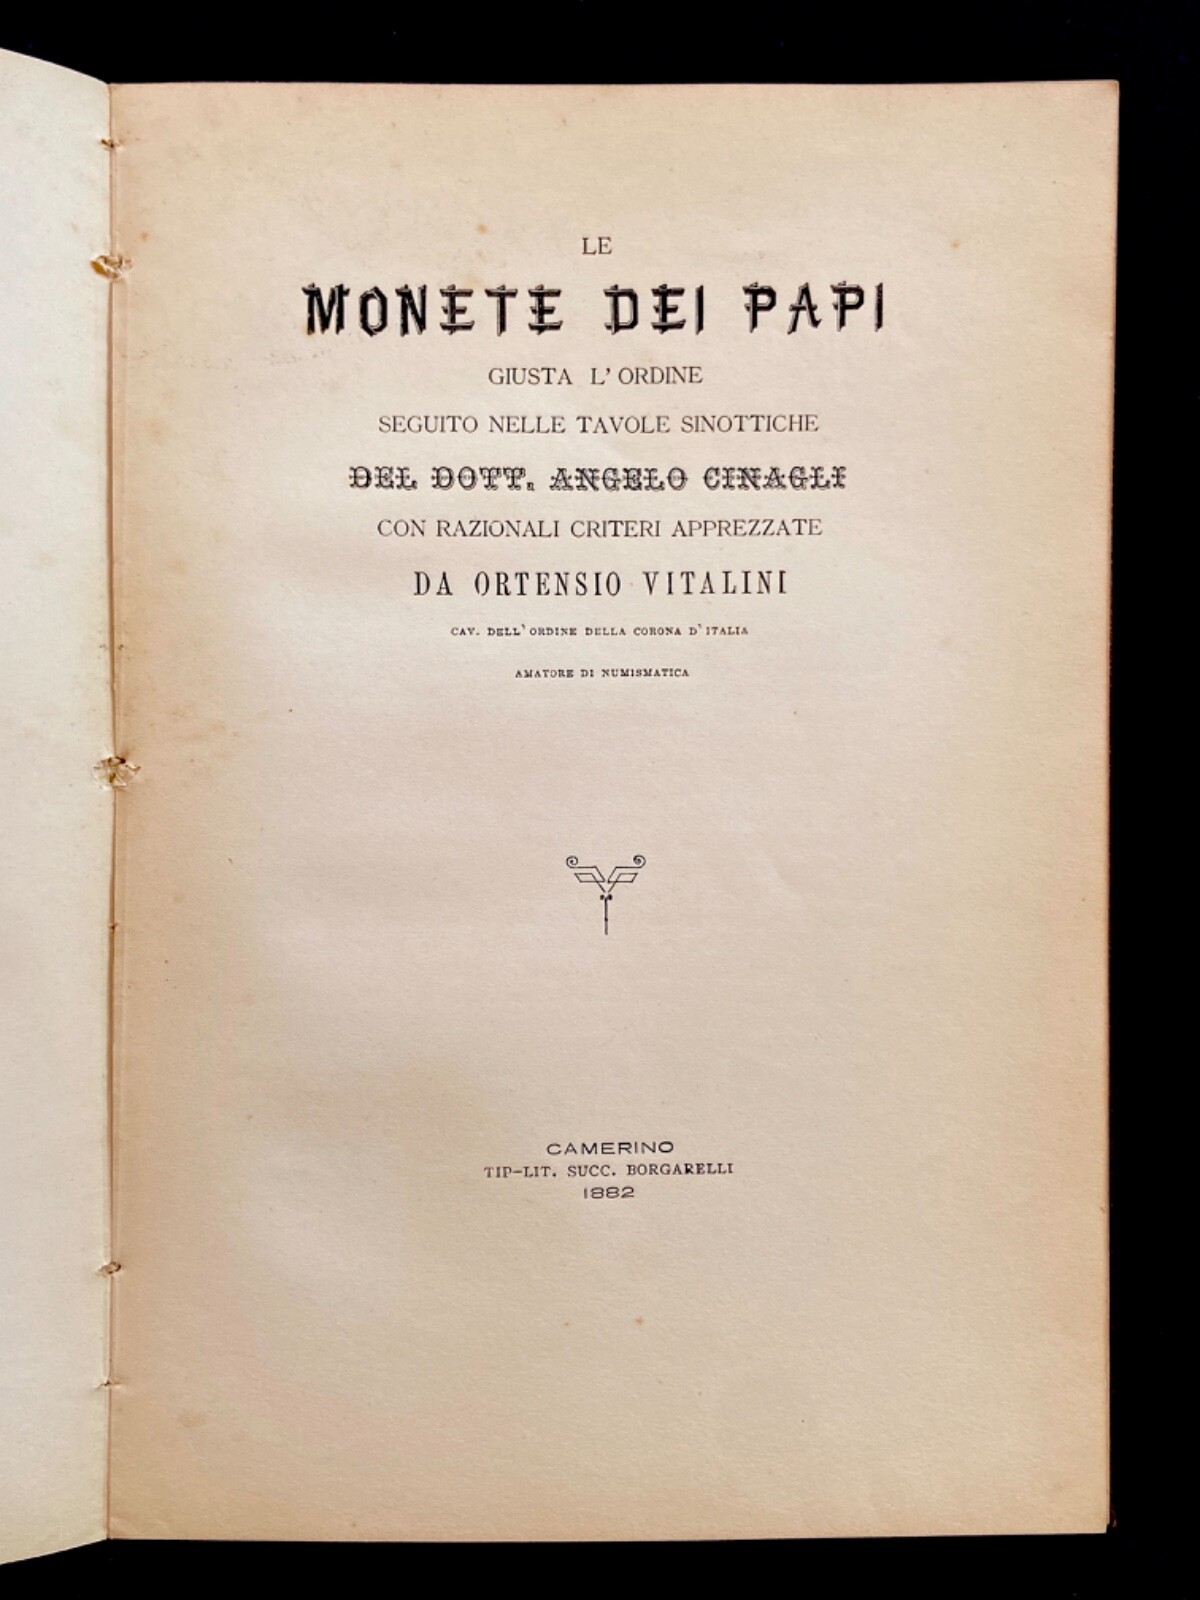 LE
MONETE DEI PAPI
GIUSTA L' ORDINE
SEGUITO NELLE TAVOLE SINOTTICHE
DEL DOTT. ANGELO CINAGLI
CON RAZIONALI CRITERI APPREZZATE
DA ORTENSIO VITALINI
CAV. DELL' ORDINE DELLA CORONA D' ITALIA
AMATORE DI NUMISMATICA
CAMERINO
TIP-LIT. SUCC. BORGARELLI
1882